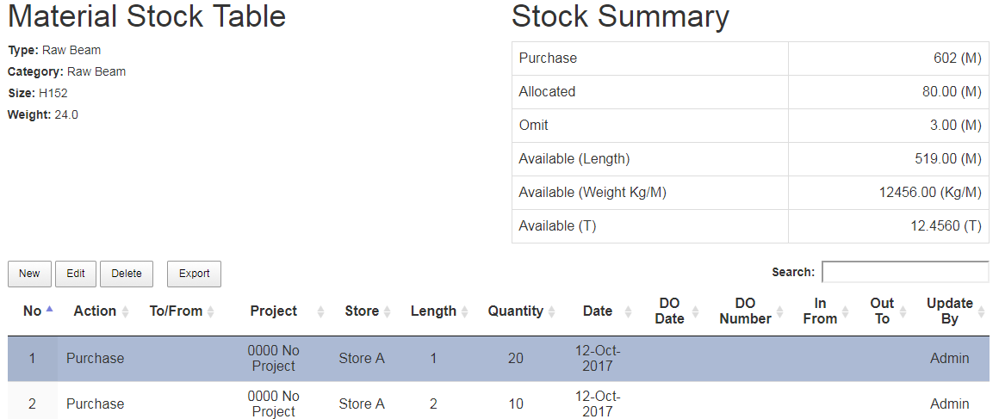 Material Stock Table
Type: Raw Beam
Category: Raw Beam
Size: H152
Weight: 24.0
Stock Summary
Purchase 602 (M)
Allocated 80.00 (M)
Omit 3.00 (M)
Available (Length) 519.00 (M)
Available (Weight Kg/M) 12456.00 (Kg/M)
Available (T) 12.4560 (T)
New Edit Delete Export Search:
No Action To/From Project Store Length Quantity Date DO Date DO Number In From Out To Update By
1 Purchase 0000 No Project Store A 1 20 12-Oct-2017 Admin
2 Purchase 0000 No Project Store A 2 10 12-Oct-2017 Admin